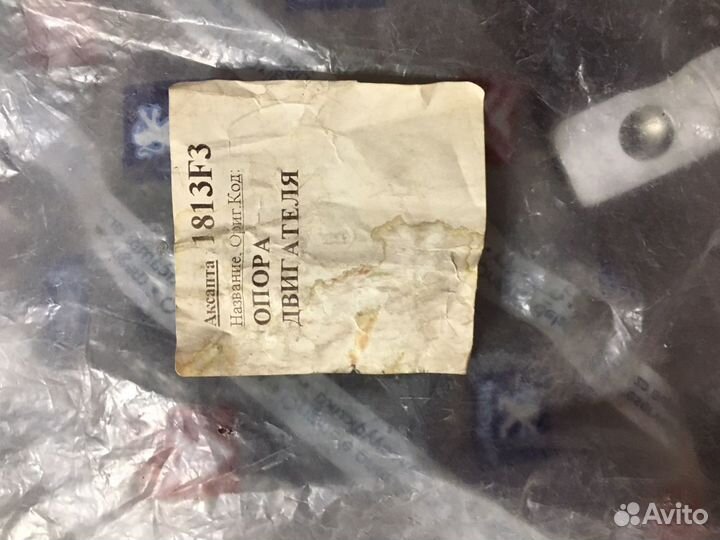 Аксапта 1813F3
Название, Ориг.Код:
ОПОРА
ДВИГАТЕЛЯ
Avito